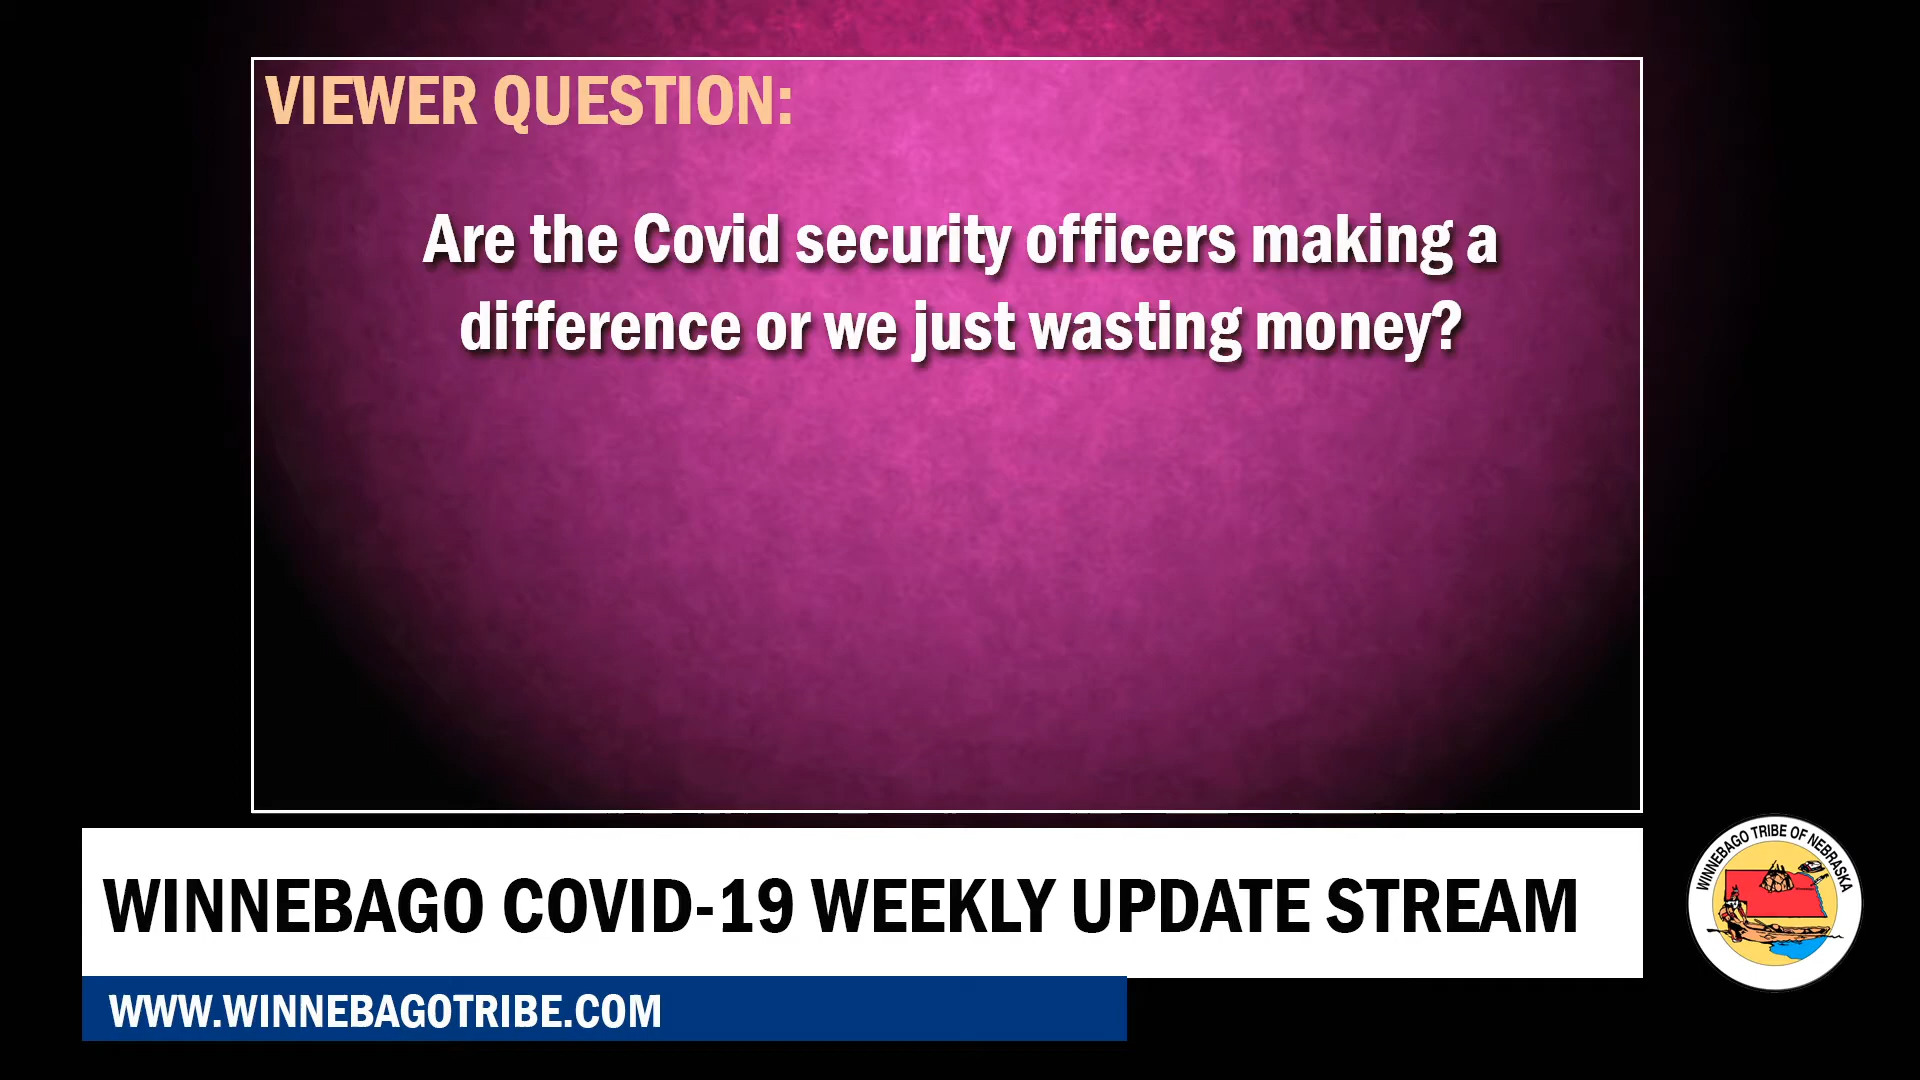 VIEWER QUESTION:
Are the Covid security officers making a
difference or we just wasting money?
WINNEBAGO COVID-19 WEEKLY UPDATE STREAM
WINNEBAGO TRIBE OF NEBRASKA
WWW.WINNEBAGOTRIBE.COM